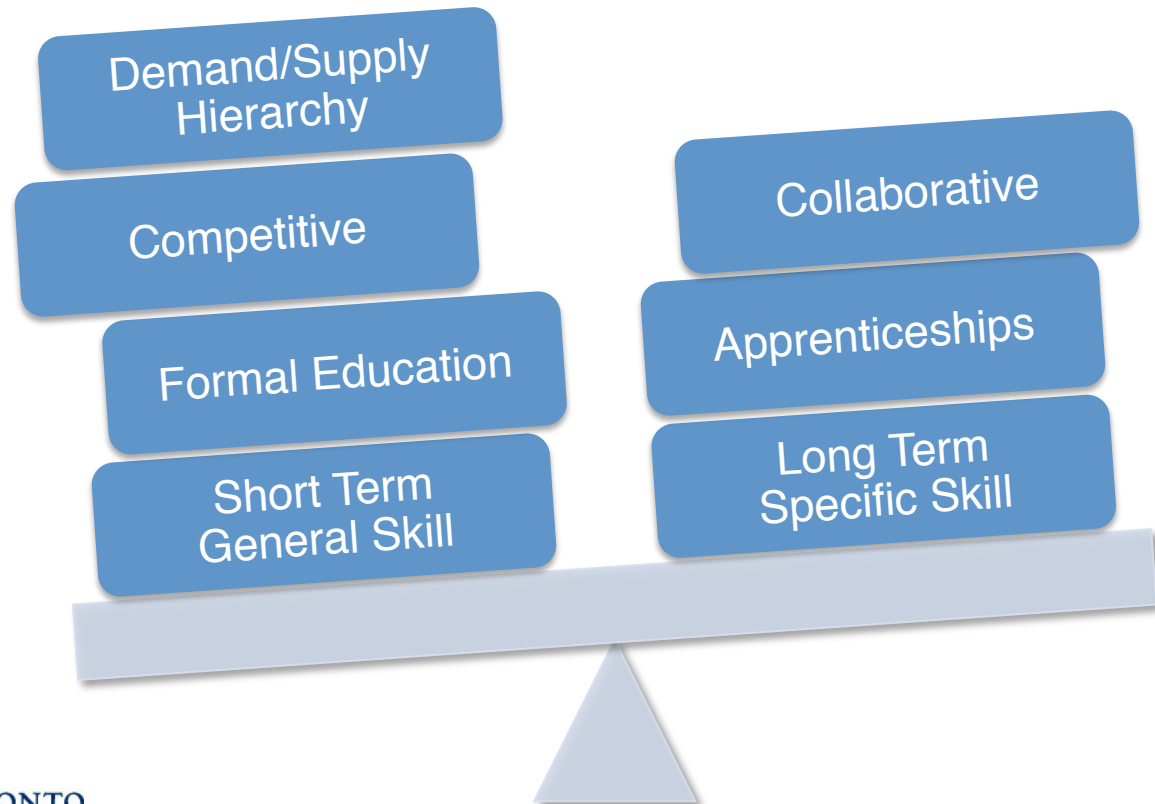 Demand/Supply
Hierarchy
Competitive
Formal Education
Short Term
General Skill
Collaborative
Apprenticeships
Long Term
Specific Skill